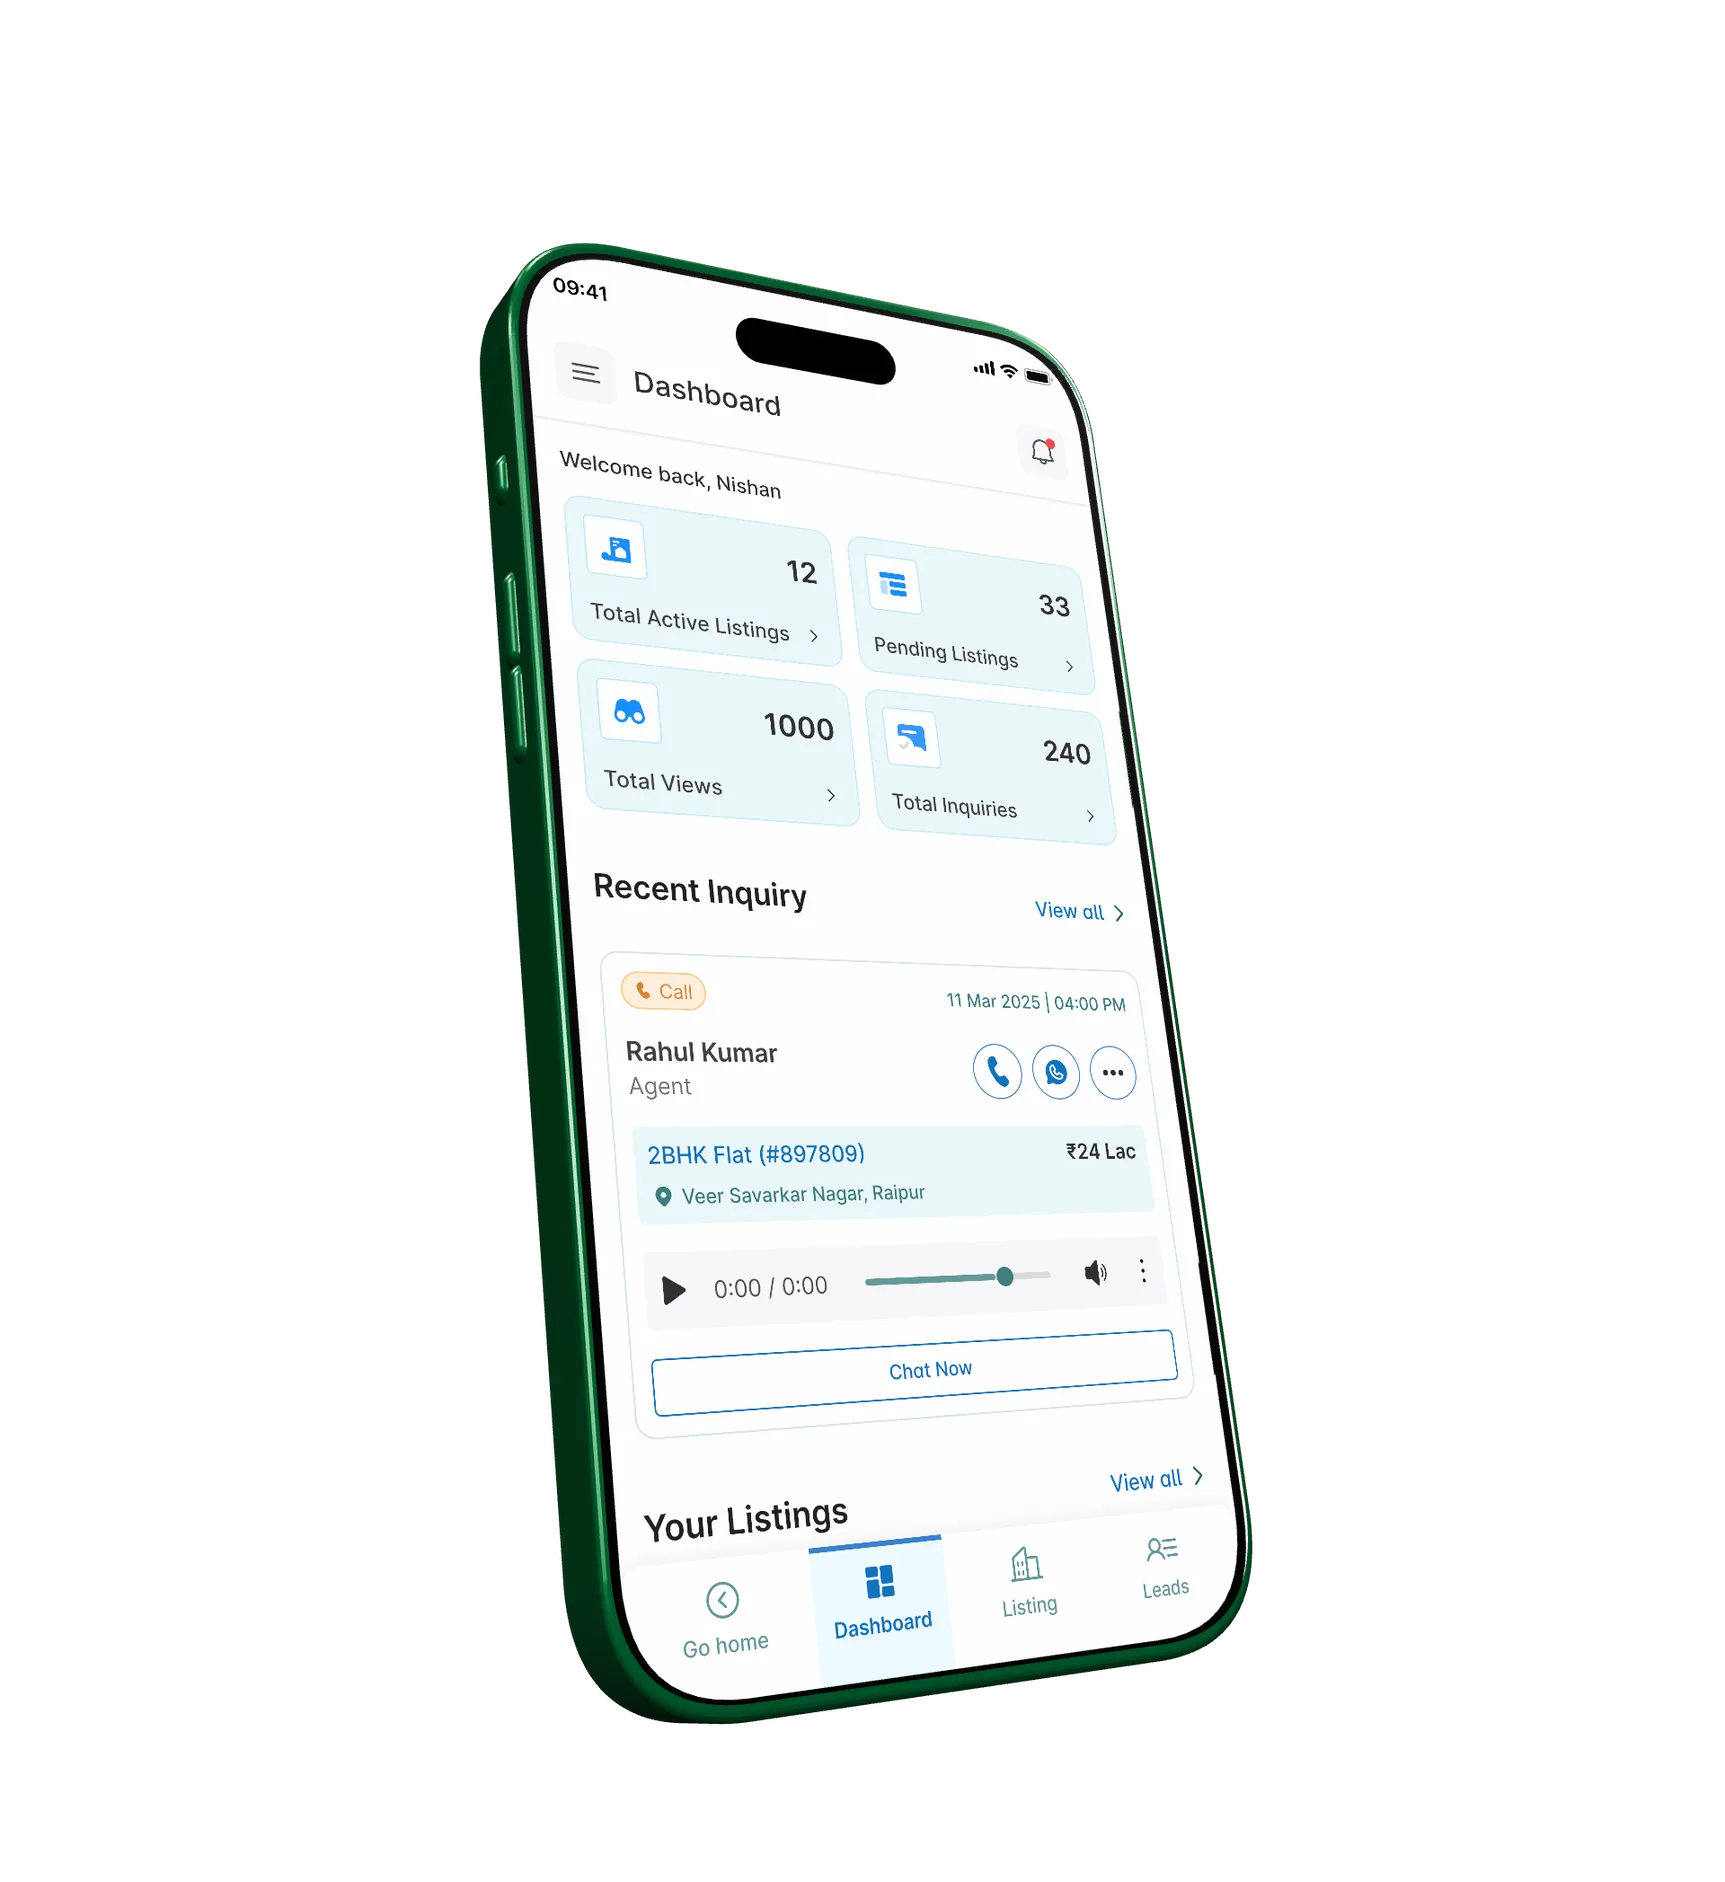 09:41
Dashboard
Welcome back, Nishan
12
Total Active Listings
33
Pending Listings
1000
Total Views
240
Total Inquiries
Recent Inquiry
View all
Call
11 Mar 2025 | 04:00 PM
Rahul Kumar
Agent
2BHK Flat (#897809)
₹24 Lac
Veer Savarkar Nagar, Raipur
0:00 / 0:00
Chat Now
Your Listings
View all
Go home
Dashboard
Listing
Leads